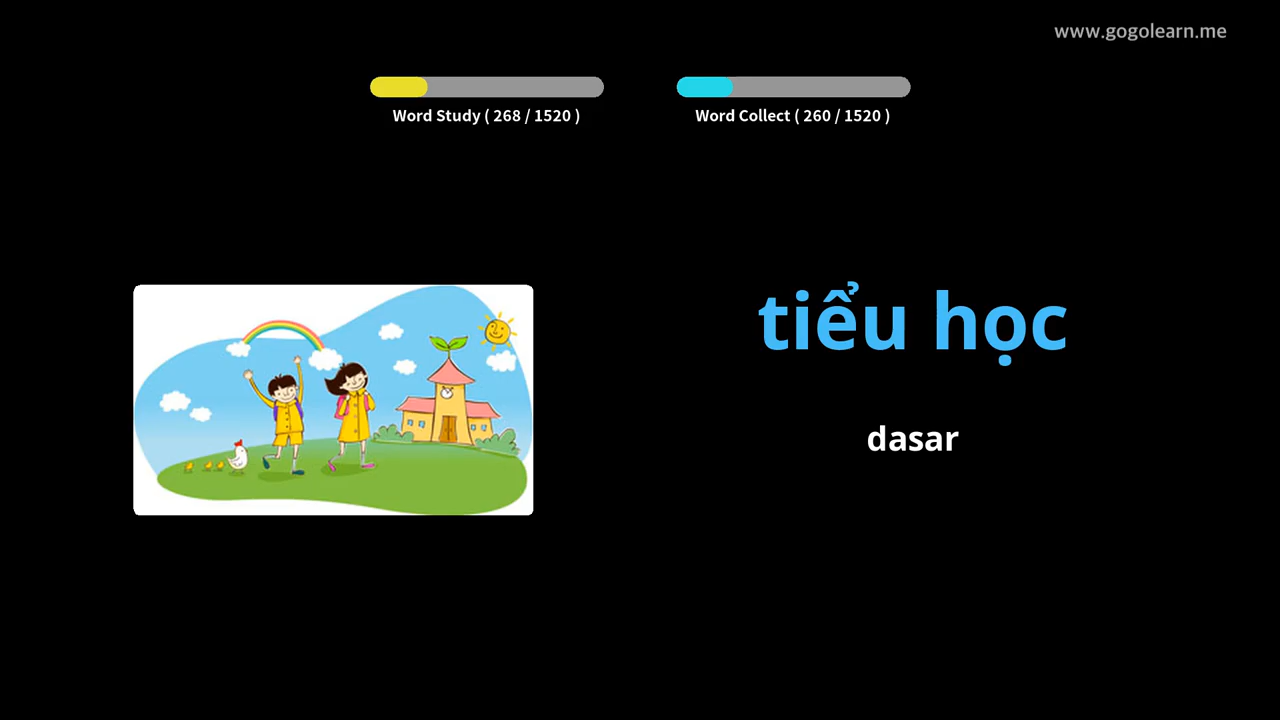 www.gogolearn.me
Word Study ( 268 / 1520 )
Word Collect ( 260 / 1520 )
tiểu học
dasar